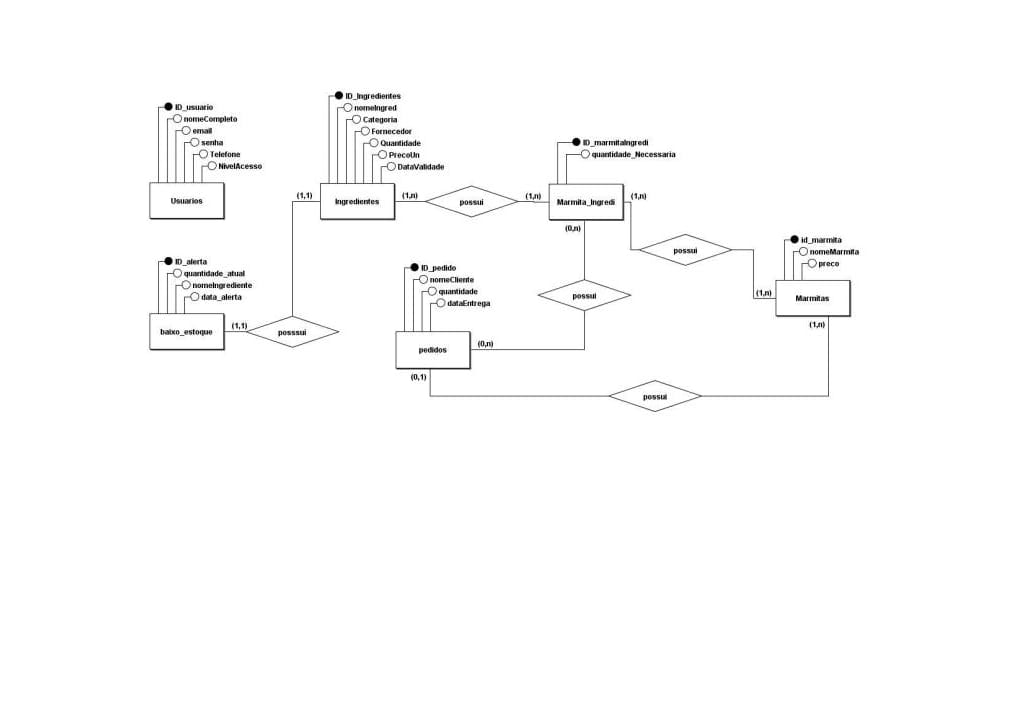 ID_usuario
nomeCompleto
email
senha
Telefone
NivelAcesso
Usuarios
ID_Ingredientes
nomeIngred
Categoria
Fornecedor
Quantidade
PrecoUn
DataValidade
(1,1)
Ingredientes
(1,n)
possui
(1,n)
ID_marmitaIngredi
quantidade_Necessaria
Marmita_Ingredi
(1,n)
(0,n)
possui
id_marmita
nomeMarmita
preco
(1,n)
Marmitas
(1,n)
ID_alerta
quantidade_atual
nomeIngrediente
data_alerta
baixo_estoque
(1,1)
posssui
ID_pedido
nomeCliente
quantidade
dataEntrega
pedidos
(0,n)
possui
(0,1)
possui